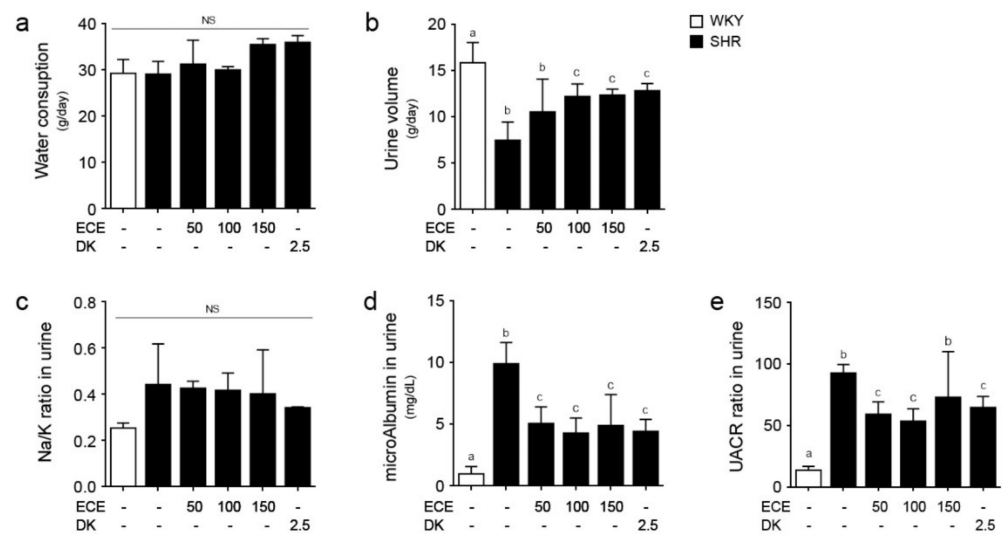 a
Water consuption
(g/day)
40
30
20
10
0
NS
ECE - - 50 100 150 -
DK - - - - - 2.5
b
Urine volume
(g/day)
20
15
10
5
0
a b b c c c
ECE - - 50 100 150 -
DK - - - - - 2.5
WKY
SHR
c
Na/K ratio in urine
0.8
0.6
0.4
0.2
0.0
NS
ECE - - 50 100 150 -
DK - - - - - 2.5
d
microAlbumin in urine
(mg/dL)
15
10
5
0
a b c c c c
ECE - - 50 100 150 -
DK - - - - - 2.5
e
UACR ratio in urine
150
100
50
0
a b c c b c
ECE - - 50 100 150 -
DK - - - - - 2.5